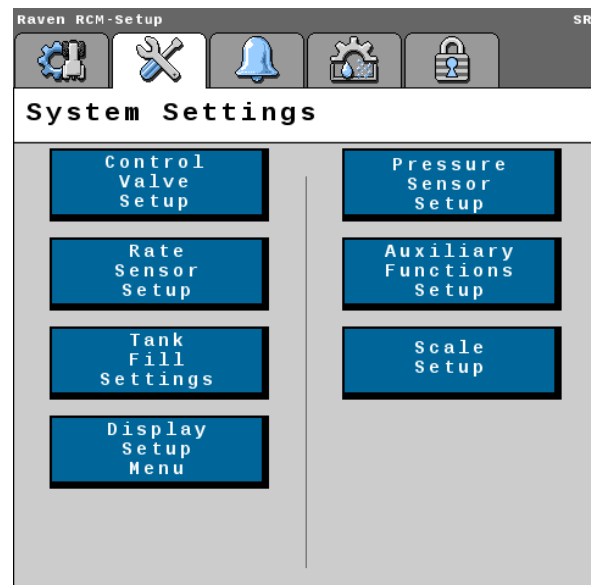 Raven RCM-Setup
SR
System Settings
Control
Valve
Setup
Rate
Sensor
Setup
Tank
Fill
Settings
Display
Setup
Menu
Pressure
Sensor
Setup
Auxiliary
Functions
Setup
Scale
Setup